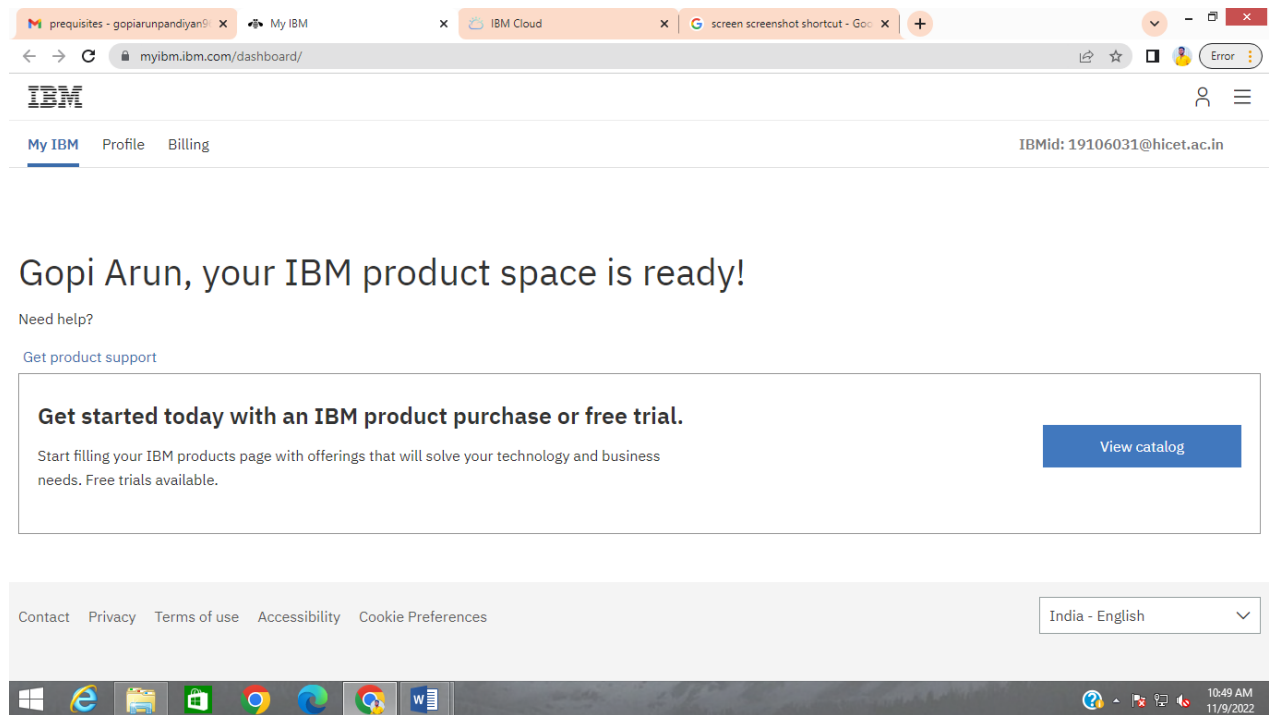 prequisites - gopiarunpandiyan9
My IBM
IBM Cloud
screen screenshot shortcut - Goo
myibm.ibm.com/dashboard/
Error
IBM
My IBM Profile Billing IBMid: 19106031@hicet.ac.in
Gopi Arun, your IBM product space is ready!
Need help?
Get product support
Get started today with an IBM product purchase or free trial.
Start filling your IBM products page with offerings that will solve your technology and business
needs. Free trials available.
View catalog
Contact Privacy Terms of use Accessibility Cookie Preferences
India - English
10:49 AM
11/9/2022